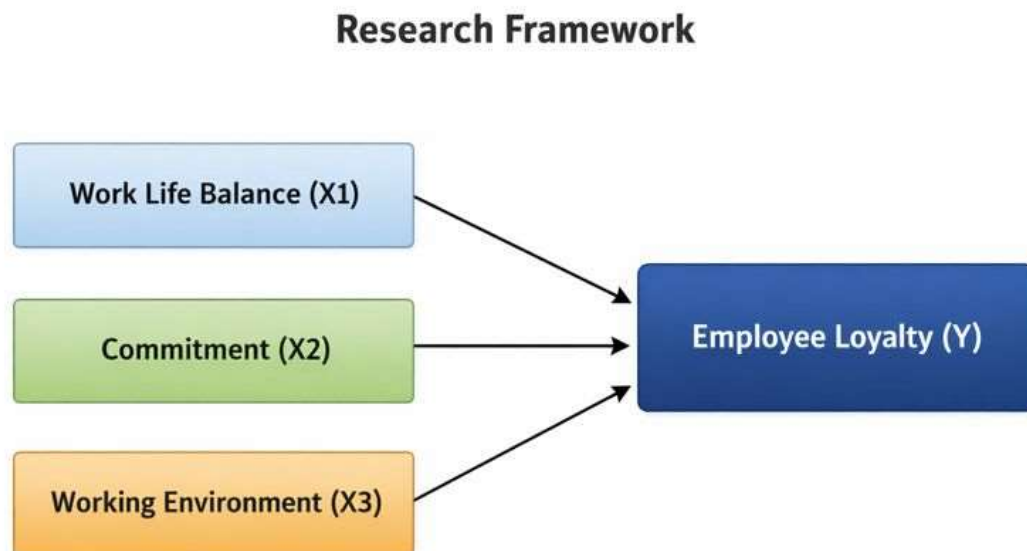 Research Framework
Work Life Balance (X1)
Commitment (X2)
Employee Loyalty (Y)
Working Environment (X3)